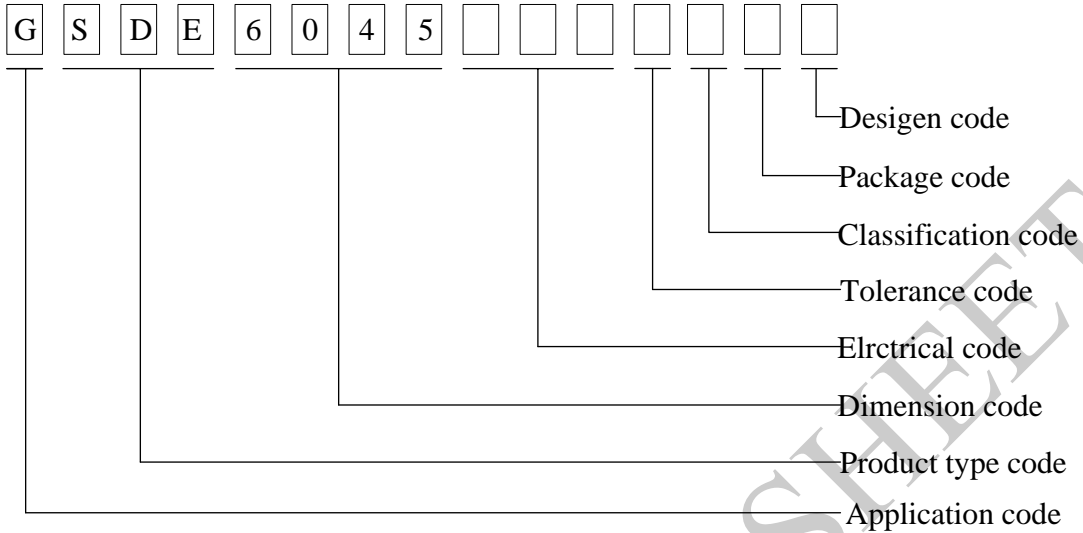 G S D E 6 0 4 5
Desigen code
Package code
Classification code
Tolerance code
Elrctrical code
Dimension code
Product type code
Application code
SHEET